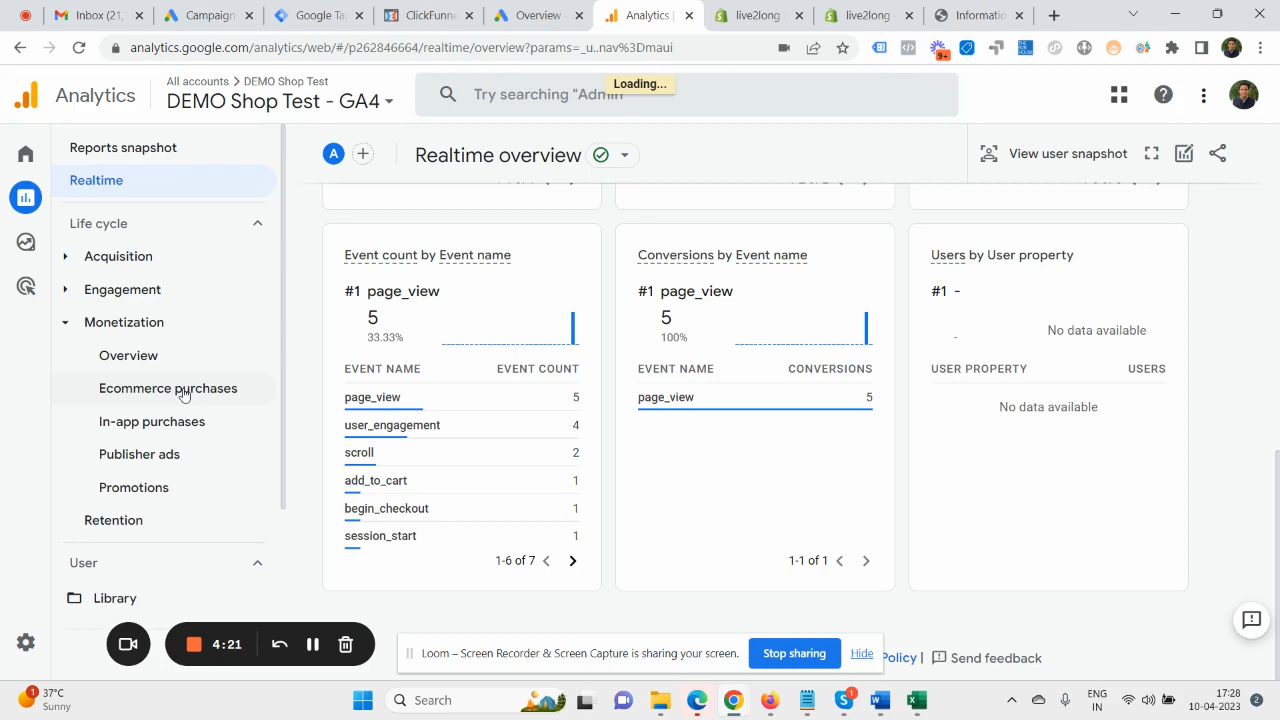 Inbox (21,
Campaign
Google Ta
ClickFunne
Overview -
Analytics
live2long
live2long
Informatio
analytics.google.com/analytics/web/#/p262846664/realtime/overview?params=_u..nav%3Dmaui
9+
Analytics
All accounts > DEMO Shop Test
DEMO Shop Test - GA4
Try searching "Admin
Loading...
Reports snapshot
Realtime
Life cycle
Acquisition
Engagement
Monetization
Overview
Ecommerce purchases
In-app purchases
Publisher ads
Promotions
Retention
User
Library
A
Realtime overview
View user snapshot
Event count by Event name
#1 page_view
5
33.33%
EVENT NAME EVENT COUNT
page_view 5
user_engagement 4
scroll 2
add_to_cart 1
begin_checkout 1
session_start 1
1-6 of 7
Conversions by Event name
#1 page_view
5
100%
EVENT NAME CONVERSIONS
page_view 5
1-1 of 1
Users by User property
#1 -
-
No data available
USER PROPERTY USERS
No data available
4:21
Loom – Screen Recorder & Screen Capture is sharing your screen.
Stop sharing
Hide
Policy |
Send feedback
1
37°C
Sunny
Search
1
ENG
IN
17:28
10-04-2023
2